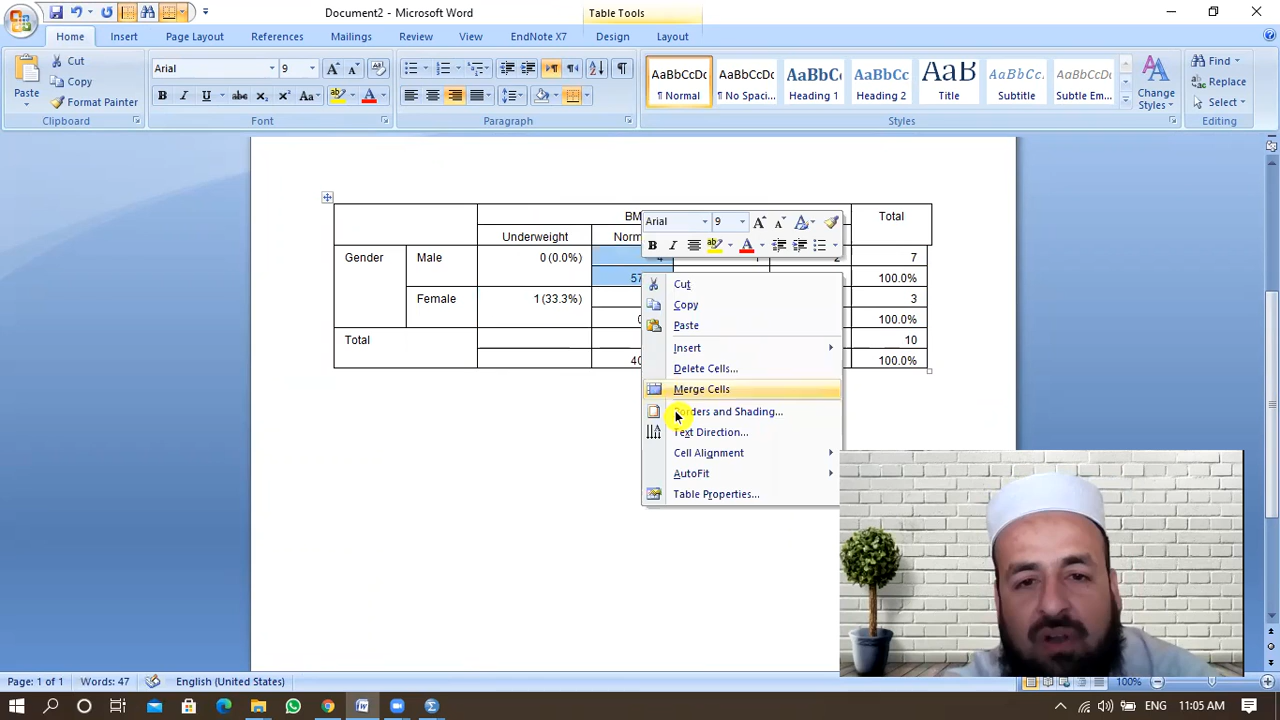 Document2 - Microsoft Word
Table Tools
Home Insert Page Layout References Mailings Review View EndNote X7 Design Layout
Paste
Cut
Copy
Format Painter
Clipboard
Arial 9
Font
Paragraph
AaBbCcDc AaBbCcDc AaBbCc AaBbCc AaB AaBbCc AaBbCcDc
¶ Normal ¶ No Spaci... Heading 1 Heading 2 Title Subtitle Subtle Em...
Change Styles
Styles
Find
Replace
Select
Editing
Total
Underweight
Gender Male 0 (0.0%) 7
100.0%
Female 1 (33.3%) 3
100.0%
Total 10
100.0%
Arial 9
Cut
Copy
Paste
Insert
Delete Cells...
Merge Cells
Borders and Shading...
Text Direction...
Cell Alignment
AutoFit
Table Properties...
Page: 1 of 1 Words: 47 English (United States) 100%
ENG 11:05 AM